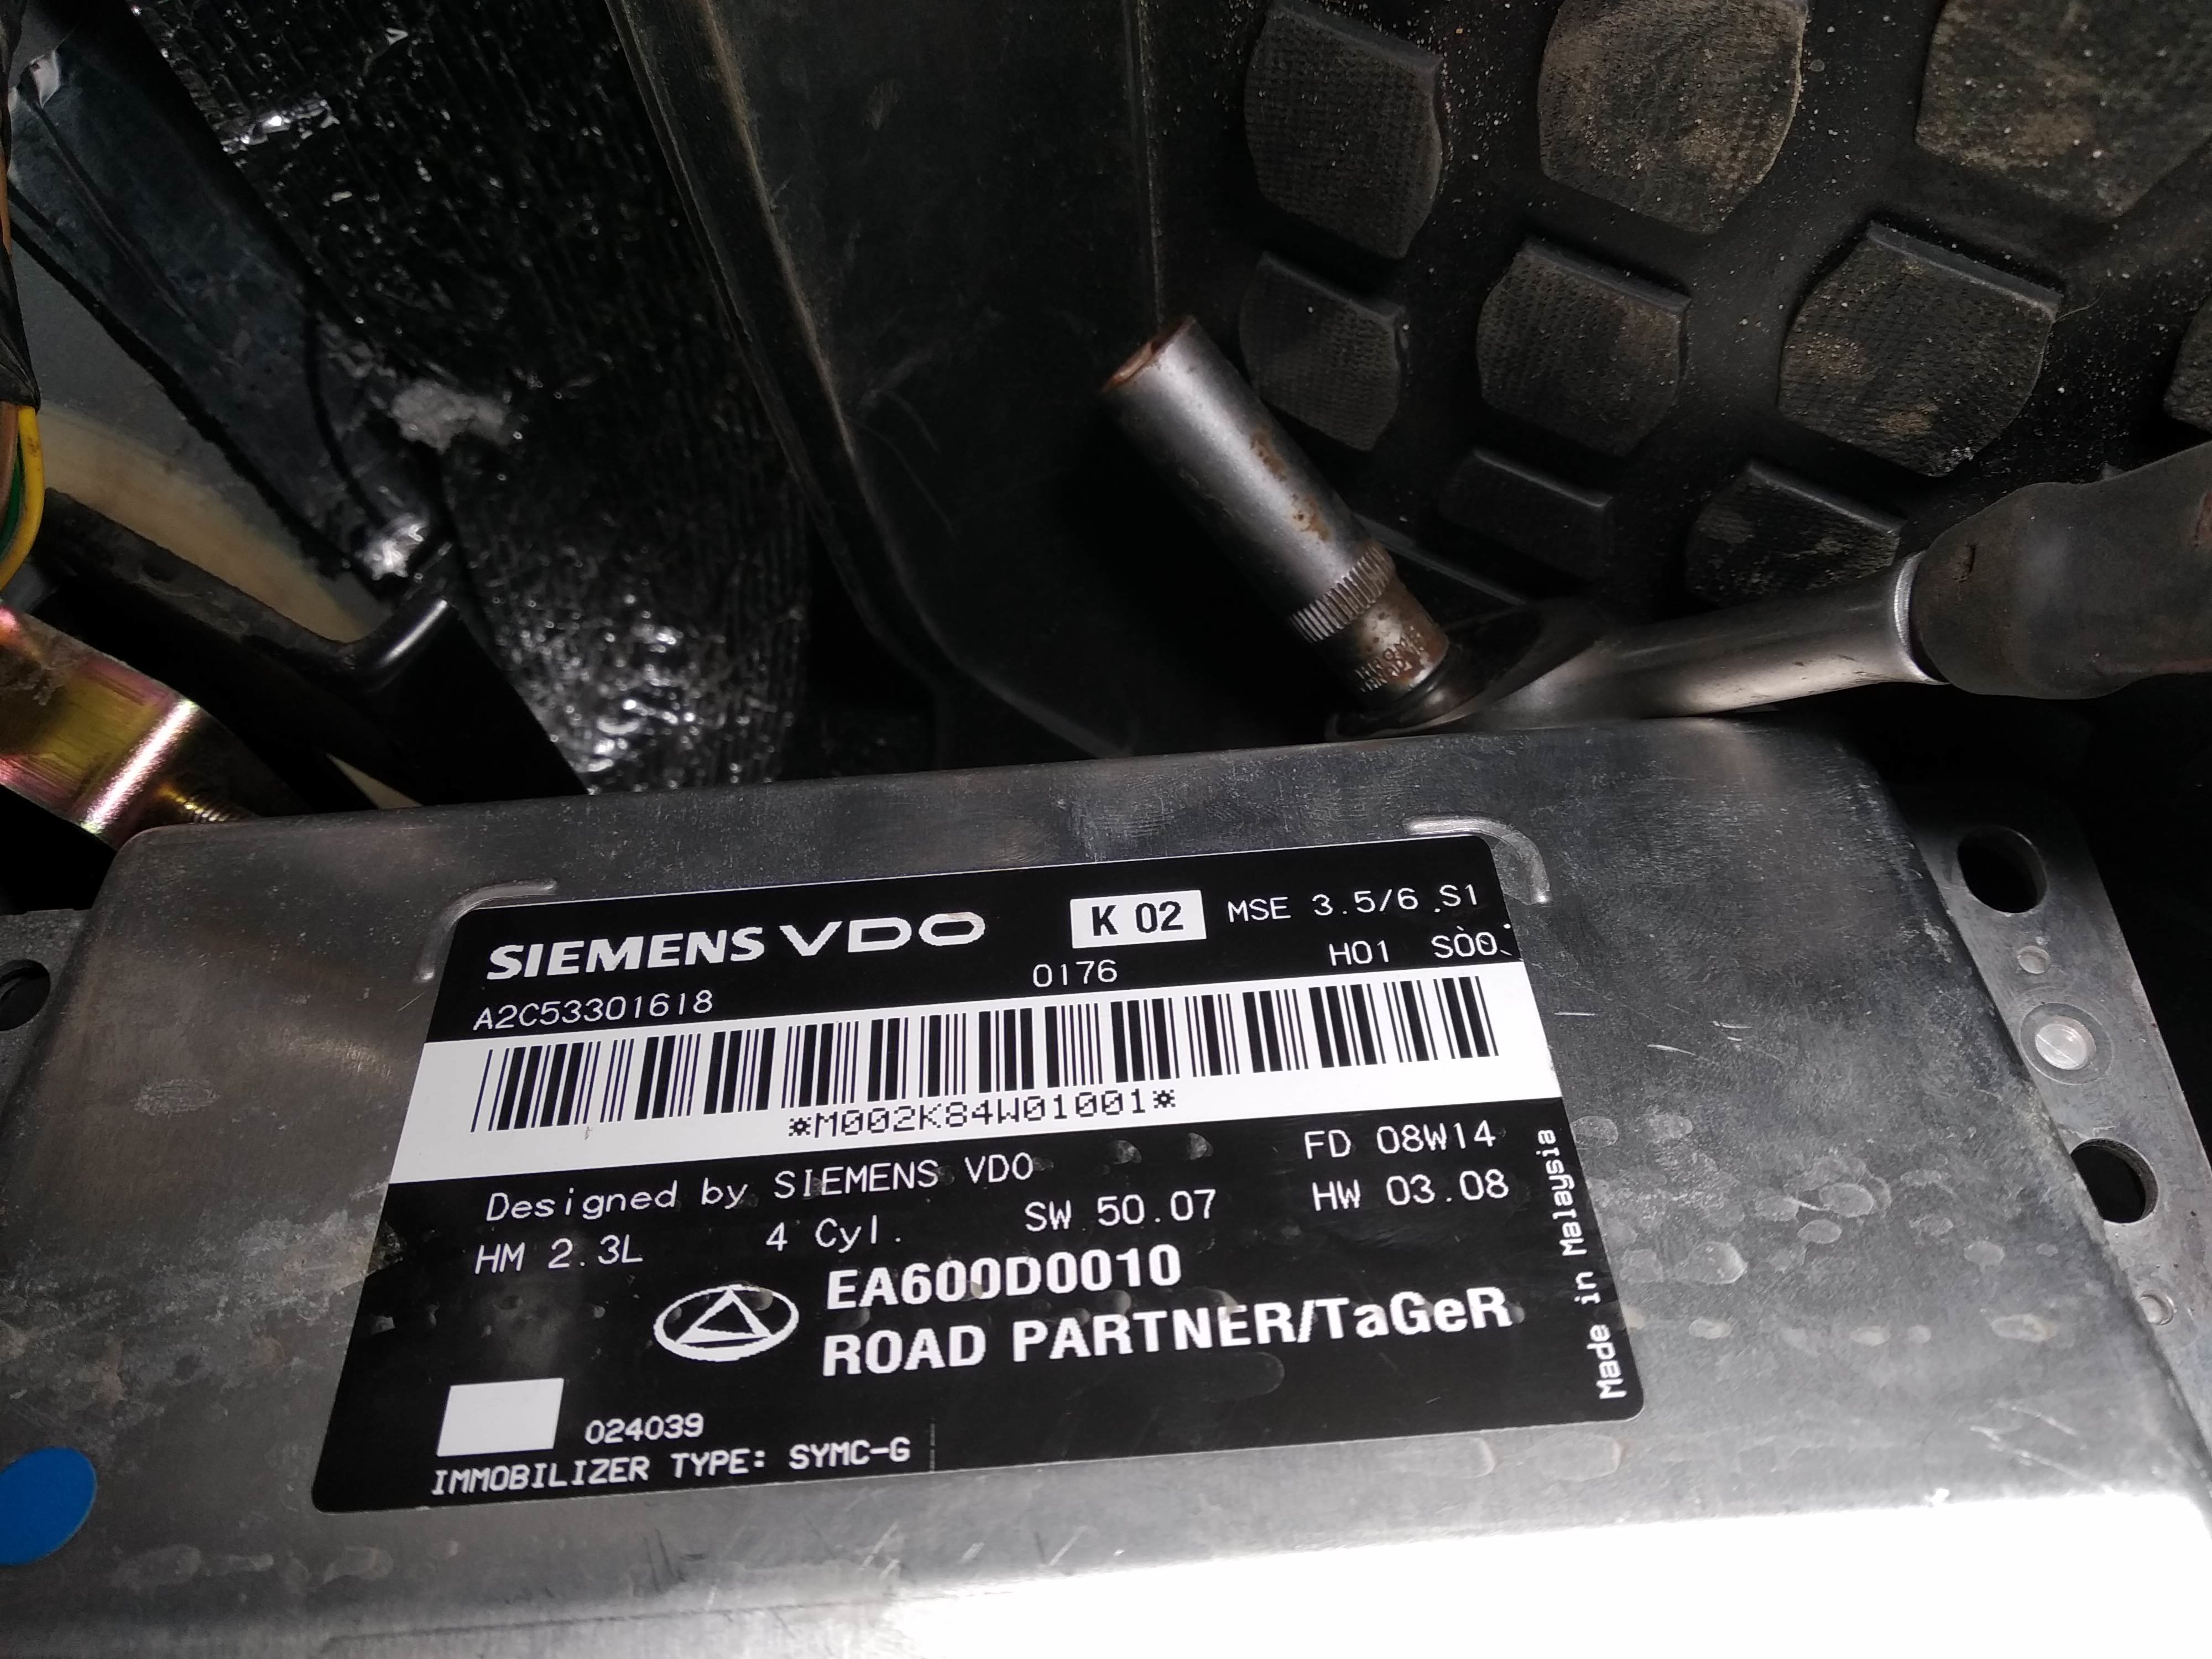 SIEMENS VDO K 02 MSE 3.5/6 S1
0176 H01 S00
A2C53301618
*M002K84W01001*
Designed by SIEMENS VDO FD 08W14
HM 2.3L 4 Cyl. SW 50.07 HW 03.08
EA600D0010
ROAD PARTNER/TaGeR
Made in Malaysia
024039
IMMOBILIZER TYPE: SYMC-G